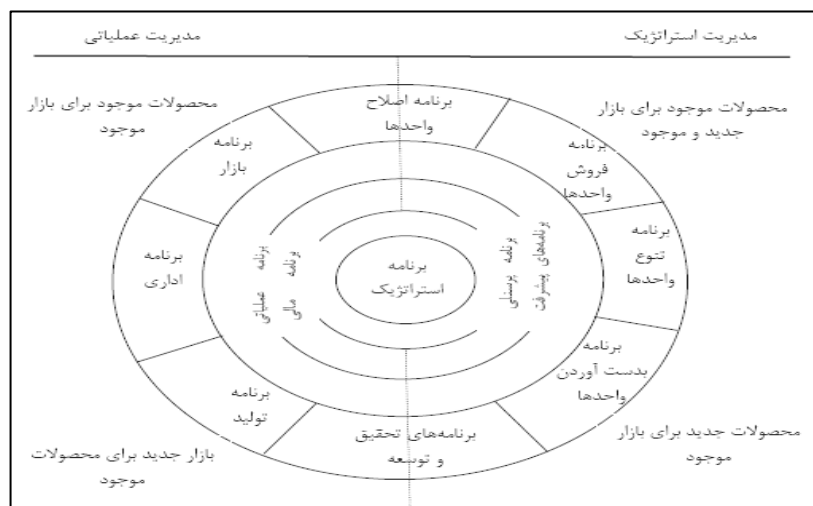 مدیریت استراتژیک
مدیریت عملیاتی
محصولات موجود برای بازار
جدید و موجود
محصولات موجود برای بازار
موجود
برنامه اصلاح
واحدها
برنامه
فروش
واحدها
برنامه
بازار
برنامه
تنوع
واحدها
برنامه
اداری
برنامه‌های پیشرفت
برنامه پرسنلی
برنامه
استراتژیک
برنامه مالی
برنامه عملیاتی
برنامه
بدست آوردن
واحدها
برنامه
تولید
برنامه‌های تحقیق
و توسعه
محصولات جدید برای بازار
موجود
بازار جدید برای محصولات
موجود